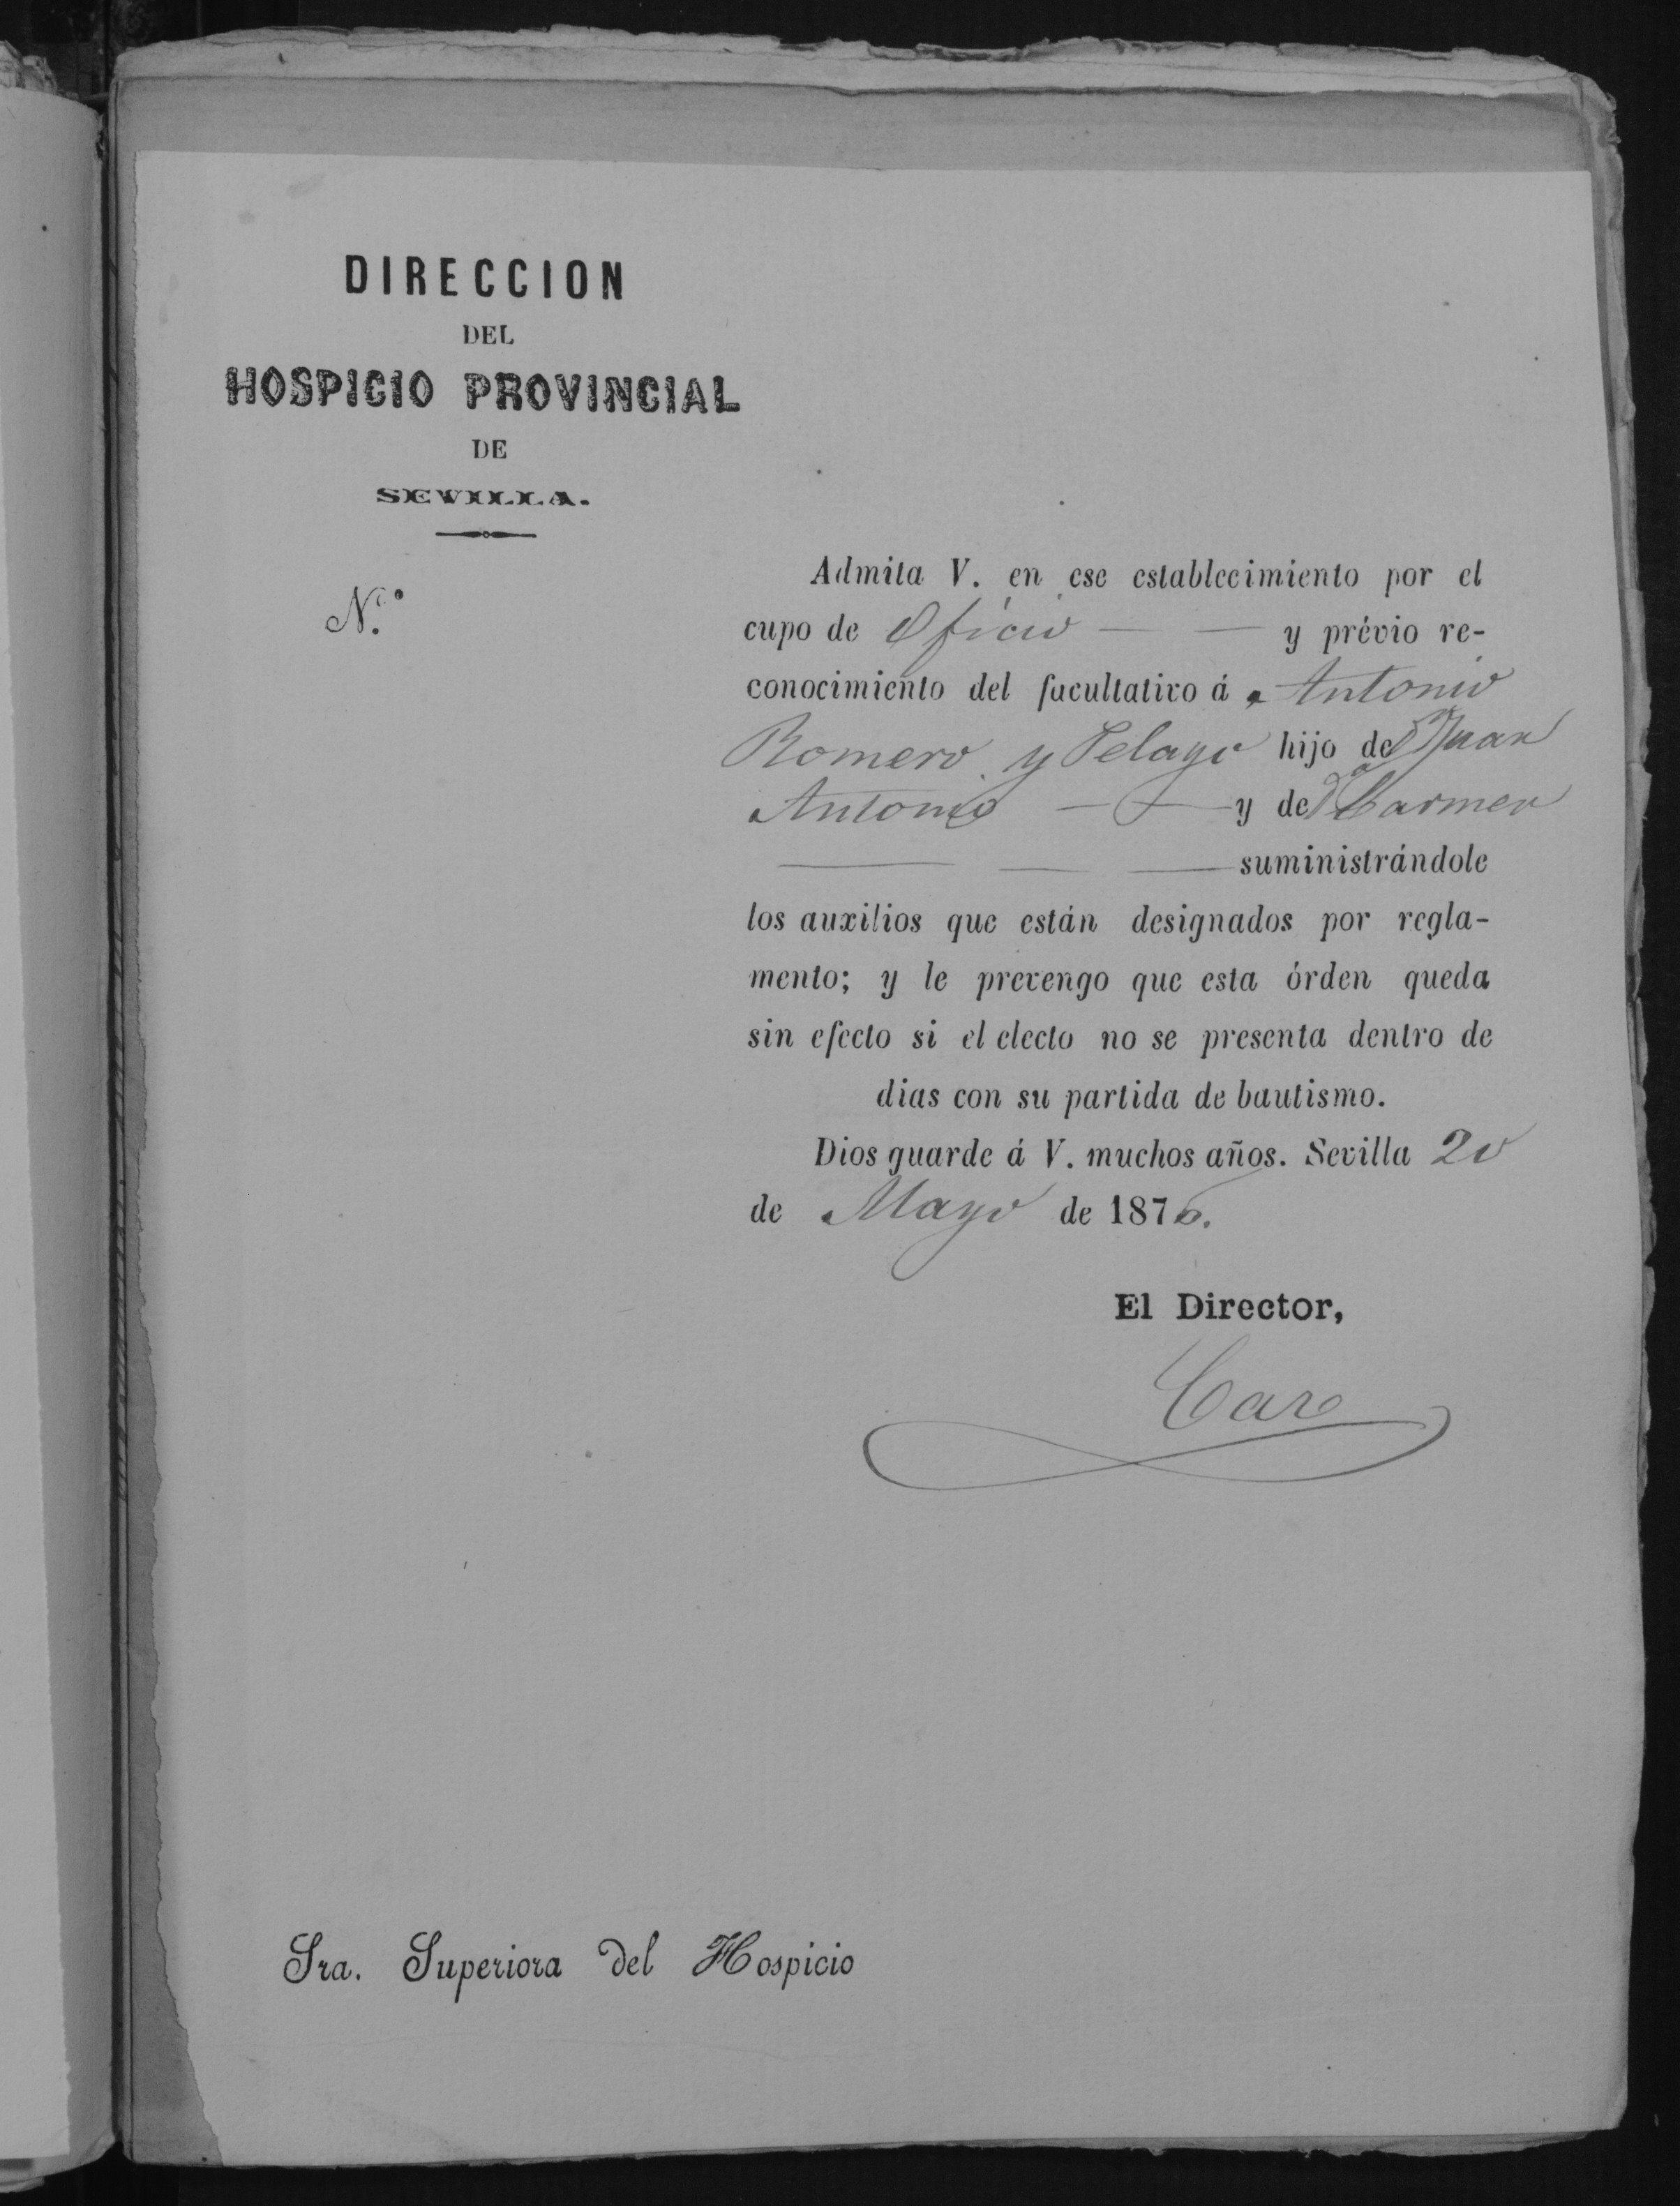 DIRECCION
DEL
HOSPICIO PROVINCIAL
DE
SEVILLA.
N.º
Admita V. en ese establecimiento por el
cupo de Oficio y prévio re-
conocimiento del facultativo á Antonio
Romero y Pelayo hijo de Dn Juan
Antonio y de Da Carmen
suministrándole
los auxilios que están designados por regla-
mento; y le prevengo que esta órden queda
sin efecto si el electo no se presenta dentro de
dias con su partida de bautismo.
Dios guarde á V. muchos años. Sevilla 20
de Mayo de 1876.
El Director,
Caro
Sra. Superiora del Hospicio